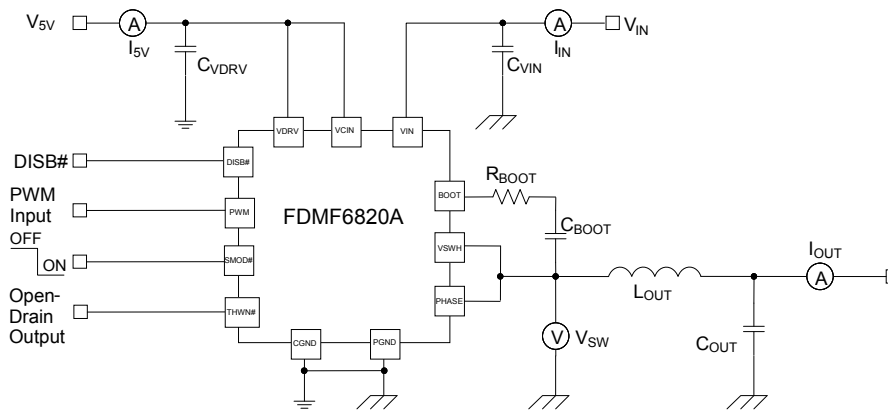 V5V
A
I5V
CVDRV
A
IIN
VIN
CVIN
VDRV
VCIN
VIN
DISB#
DISB#
PWM
Input
PWM
OFF
ON
SMOD#
Open-
Drain
Output
THWN#
FDMF6820A
BOOT
RBOOT
CBOOT
VSWH
PHASE
CGND
PGND
V
VSW
LOUT
IOUT
A
COUT